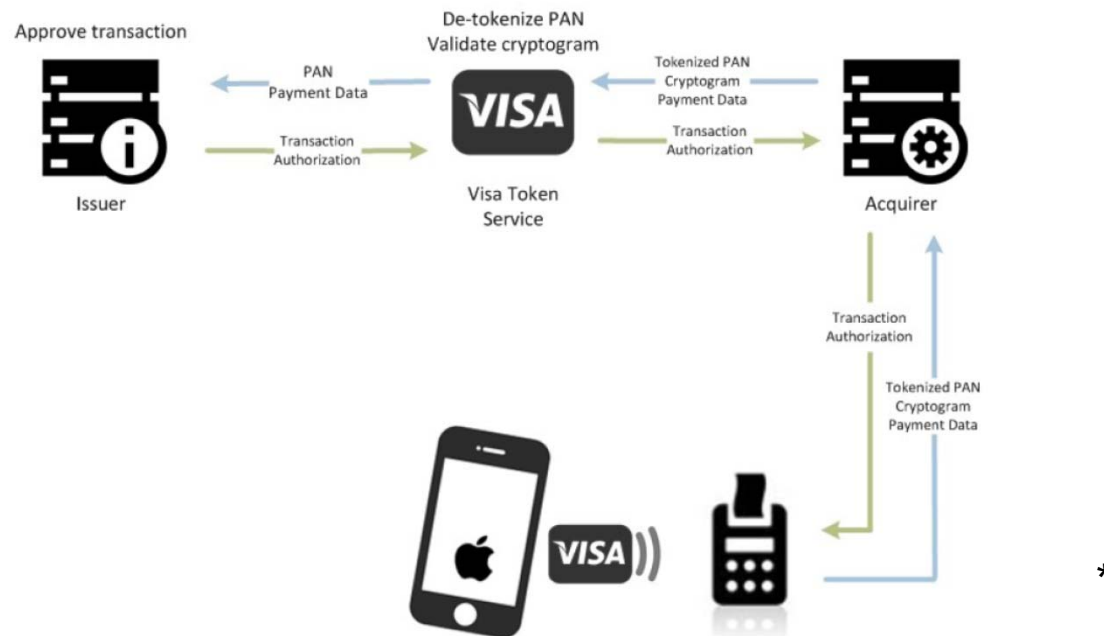 Approve transaction
De-tokenize PAN
Validate cryptogram
PAN
Payment Data
Tokenized PAN
Cryptogram
Payment Data
VISA
Transaction
Authorization
Transaction
Authorization
Issuer
Visa Token
Service
Acquirer
Transaction
Authorization
Tokenized PAN
Cryptogram
Payment Data
VISA
*